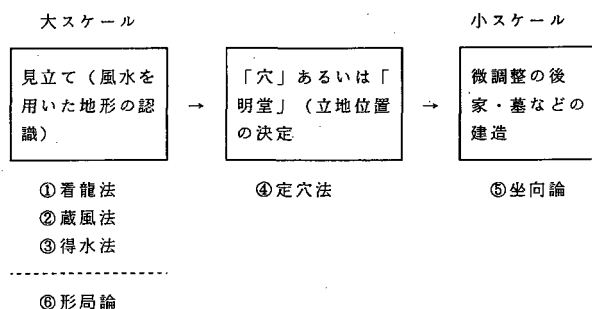 大スケール
小スケール
見立て（風水を
用いた地形の認
識）
→
「穴」あるいは「
明堂」（立地位置
の決定
→
微調整の後
家・墓などの
建造
①看龍法
②蔵風法
③得水法
④定穴法
⑤坐向論
⑥形局論